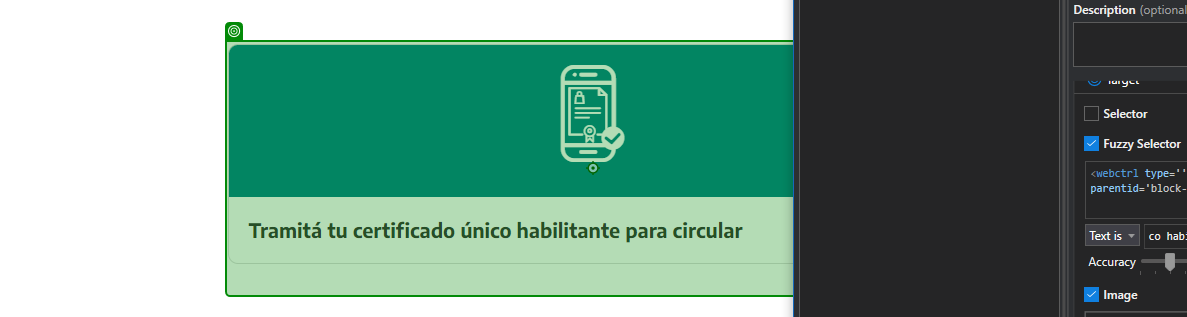 Tramitá tu certificado único habilitante para circular
Description (optional
Target
Selector
Fuzzy Selector
<webctrl type=''
parentid='block-
Text is
co habi
Accuracy
Image